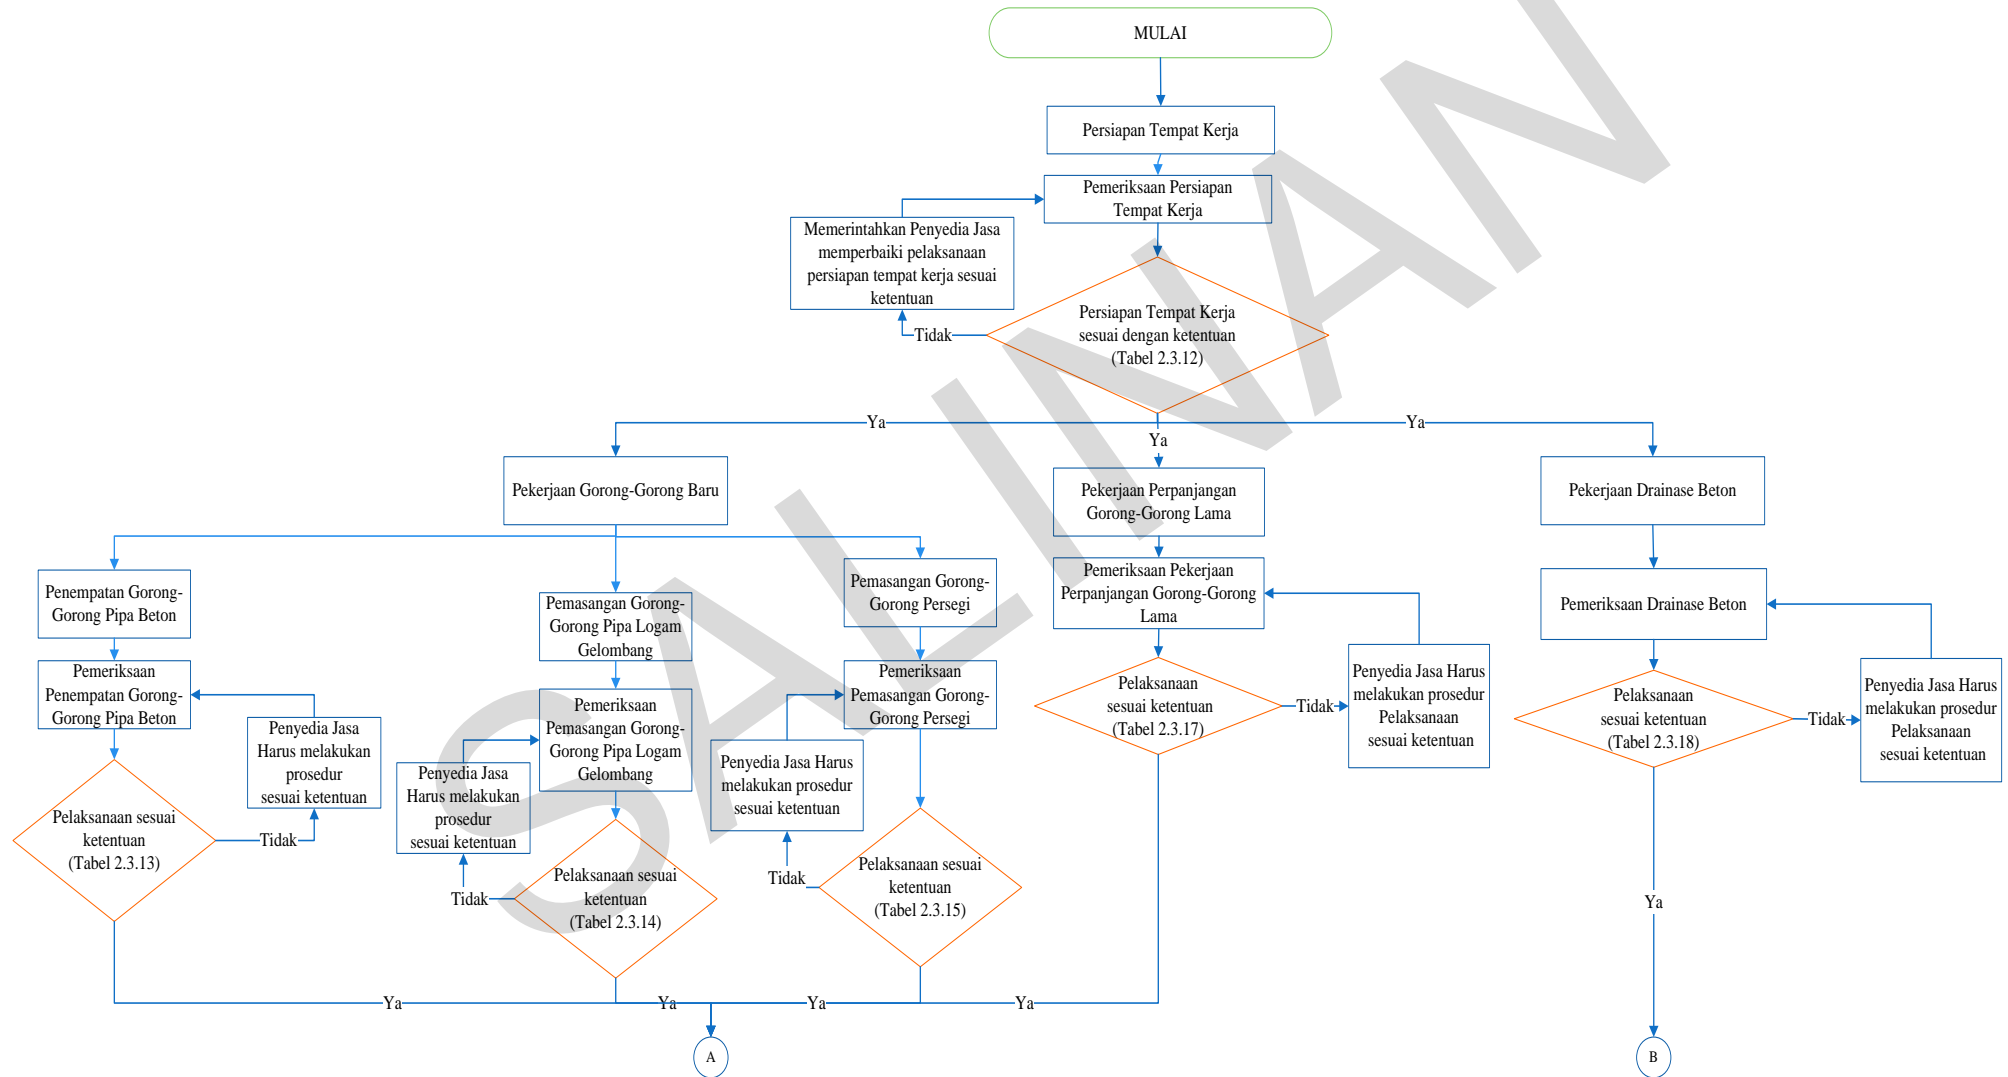 MULAI
Persiapan Tempat Kerja
Pemeriksaan Persiapan
Tempat Kerja
Memerintahkan Penyedia Jasa
memperbaiki pelaksanaan
persiapan tempat kerja sesuai
ketentuan
Persiapan Tempat Kerja
sesuai dengan ketentuan
(Tabel 2.3.12)
Tidak
Ya
Ya
Ya
Pekerjaan Gorong-Gorong Baru
Pekerjaan Perpanjangan
Gorong-Gorong Lama
Pekerjaan Drainase Beton
Penempatan Gorong-
Gorong Pipa Beton
Pemasangan Gorong-
Gorong Pipa Logam
Gelombang
Pemasangan Gorong-
Gorong Persegi
Pemeriksaan Pekerjaan
Perpanjangan Gorong-Gorong
Lama
Pemeriksaan Drainase Beton
Pemeriksaan
Penempatan Gorong-
Gorong Pipa Beton
Penyedia Jasa
Harus melakukan
prosedur
sesuai ketentuan
Pemeriksaan
Pemasangan Gorong-
Gorong Pipa Logam
Gelombang
Penyedia Jasa
Harus melakukan
prosedur
sesuai ketentuan
Pemeriksaan
Pemasangan Gorong-
Gorong Persegi
Penyedia Jasa Harus
melakukan prosedur
sesuai ketentuan
Pelaksanaan
sesuai ketentuan
(Tabel 2.3.17)
Tidak
Penyedia Jasa Harus
melakukan prosedur
Pelaksanaan
sesuai ketentuan
Pelaksanaan
sesuai ketentuan
(Tabel 2.3.18)
Tidak
Penyedia Jasa Harus
melakukan prosedur
Pelaksanaan
sesuai ketentuan
Pelaksanaan sesuai
ketentuan
(Tabel 2.3.13)
Tidak
Pelaksanaan sesuai
ketentuan
(Tabel 2.3.14)
Tidak
Pelaksanaan sesuai
ketentuan
(Tabel 2.3.15)
Tidak
Ya
Ya
Ya
Ya
Ya
A
B
SALINAN